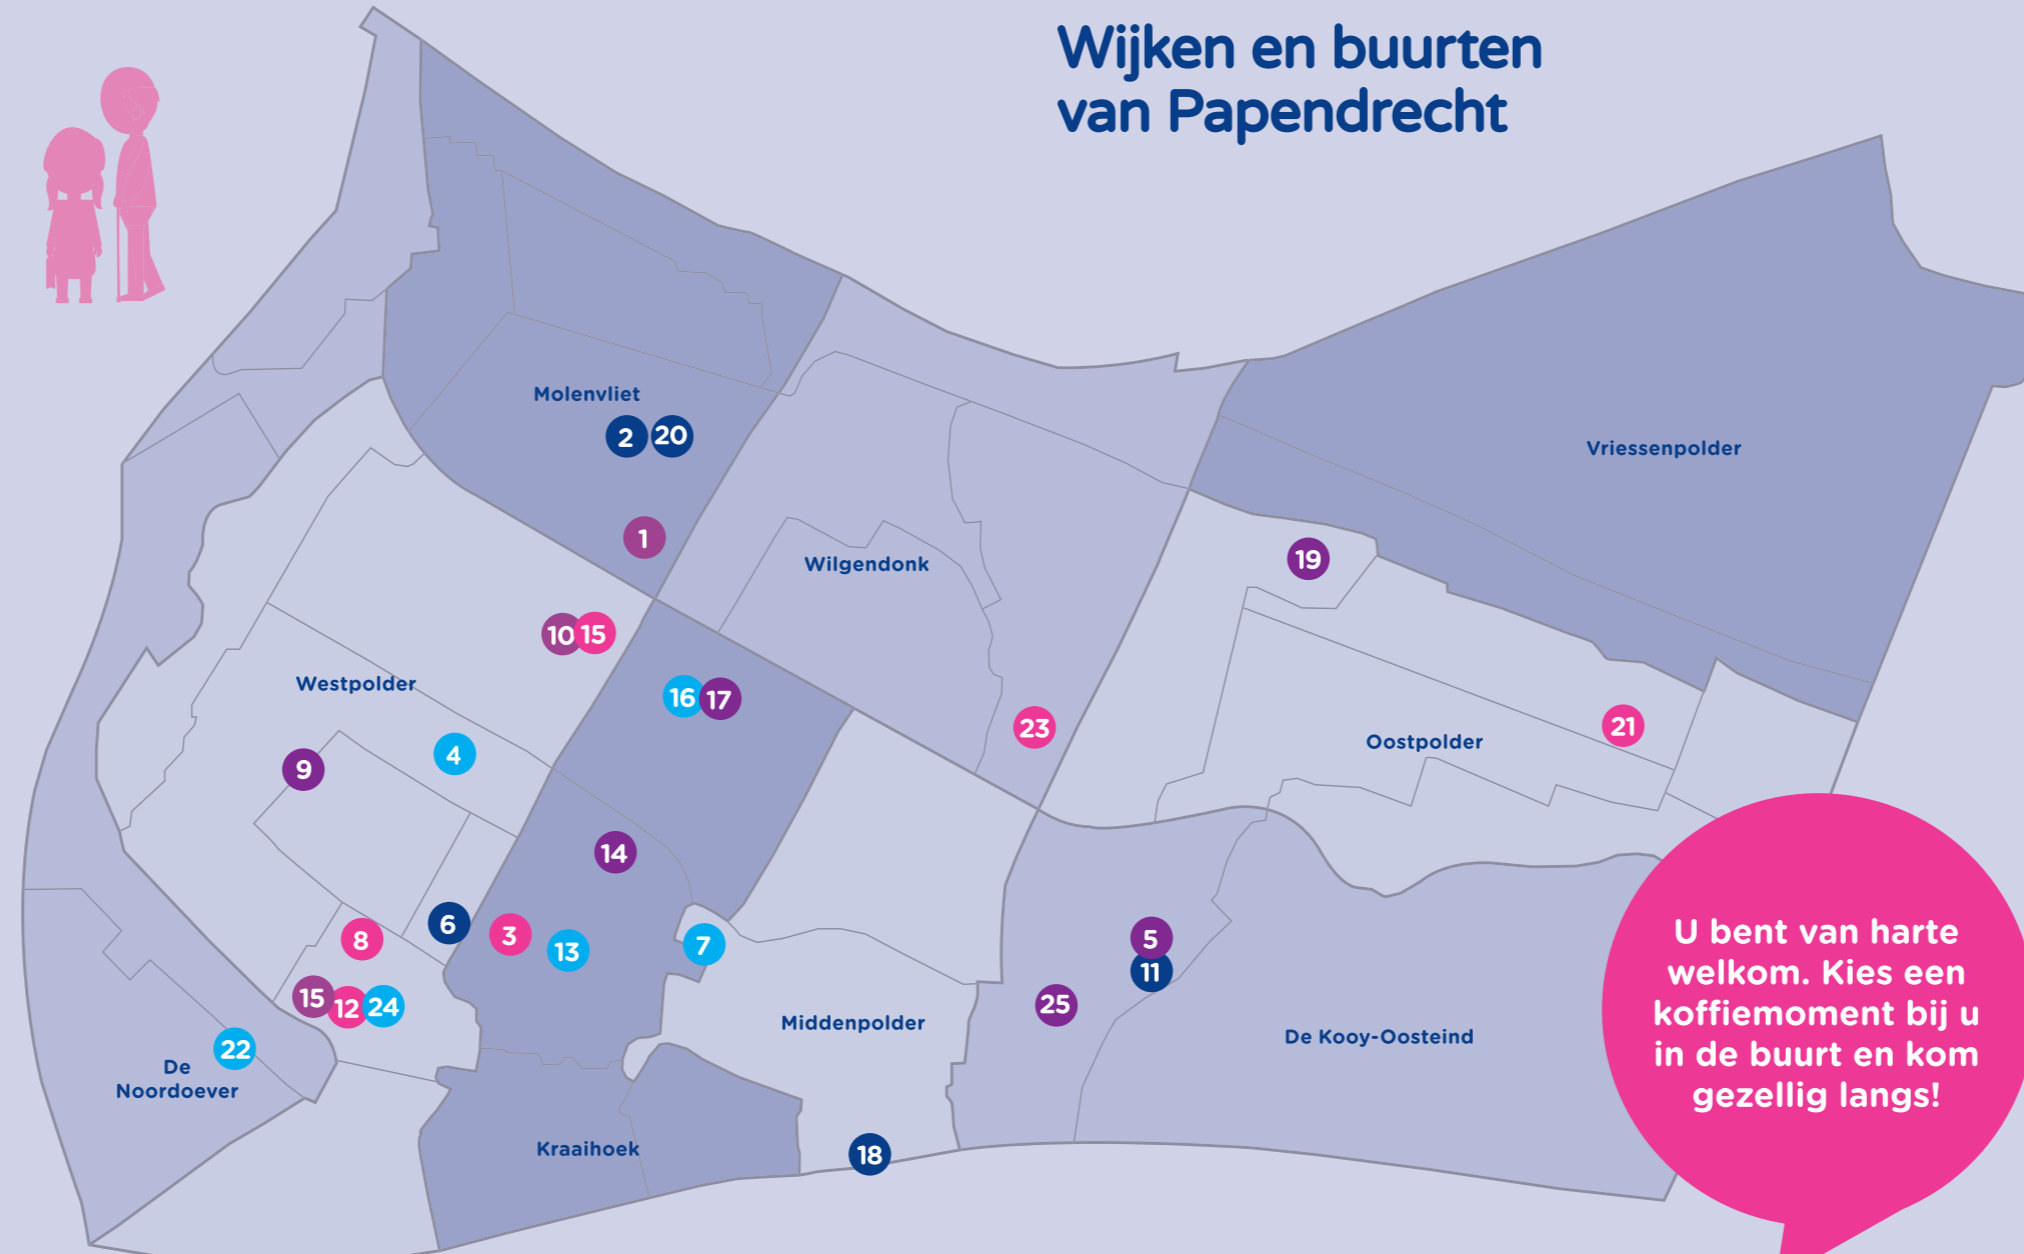 Wijken en buurten
van Papendrecht
Molenvliet
2
20
Vriessenpolder
1
Wilgendonk
19
10
15
Westpolder
16
17
23
21
Oostpolder
4
9
14
6
3
13
7
8
5
11
15
12
24
25
Middenpolder
De Kooy-Oosteind
22
De
Noordoever
Kraaihoek
18
U bent van harte
welkom. Kies een
koffiemoment bij u
in de buurt en kom
gezellig langs!